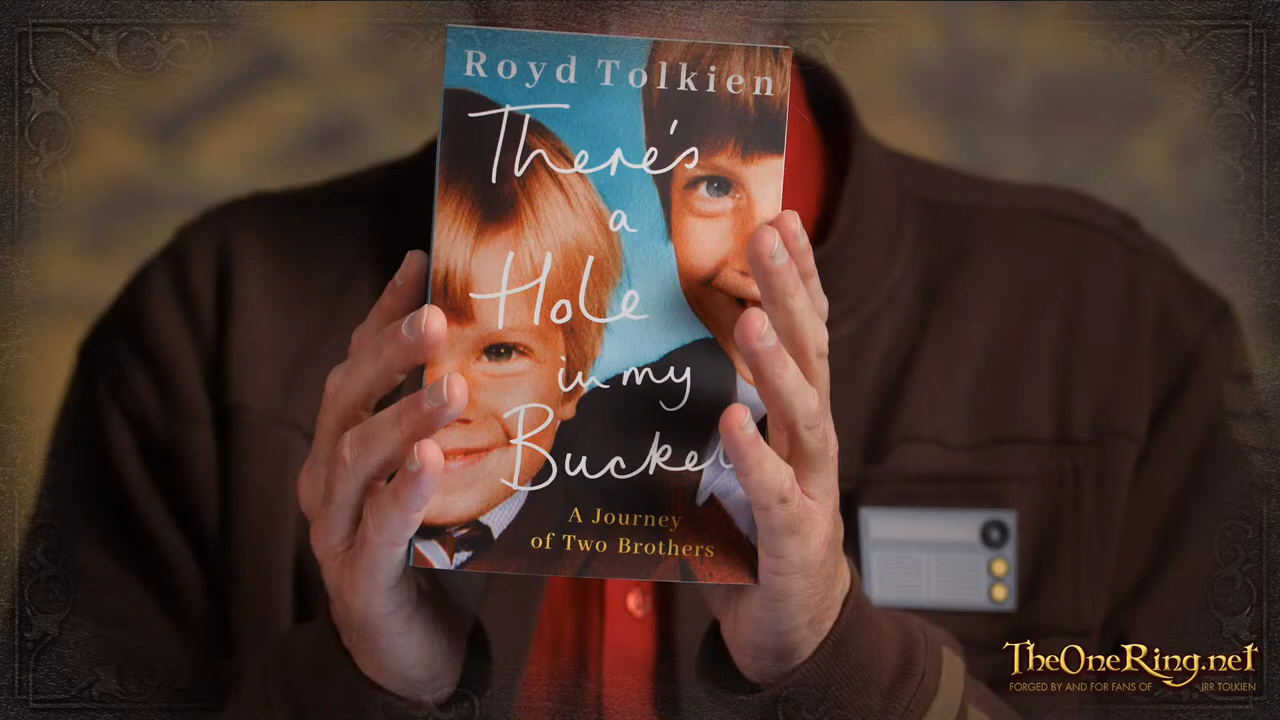 Royd Tolkien
There's
a
Hole
in my
Bucket
A Journey
of Two Brothers
TheOneRing.net
FORGED BY AND FOR FANS OF JRR TOLKIEN